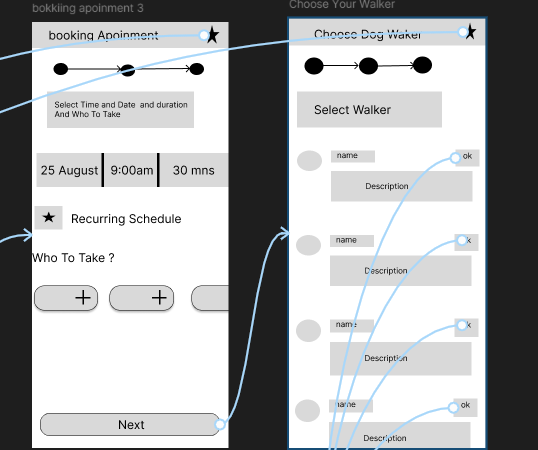 bokkiing apoinment 3
booking Apoinment
Select Time and Date and duration
And Who To Take
25 August
9:00am
30 mns
Recurring Schedule
Who To Take ?
Next
Choose Your Walker
Choose Dog Waker
Select Walker
name
ok
Description
name
ok
Description
name
ok
Description
name
ok
Description